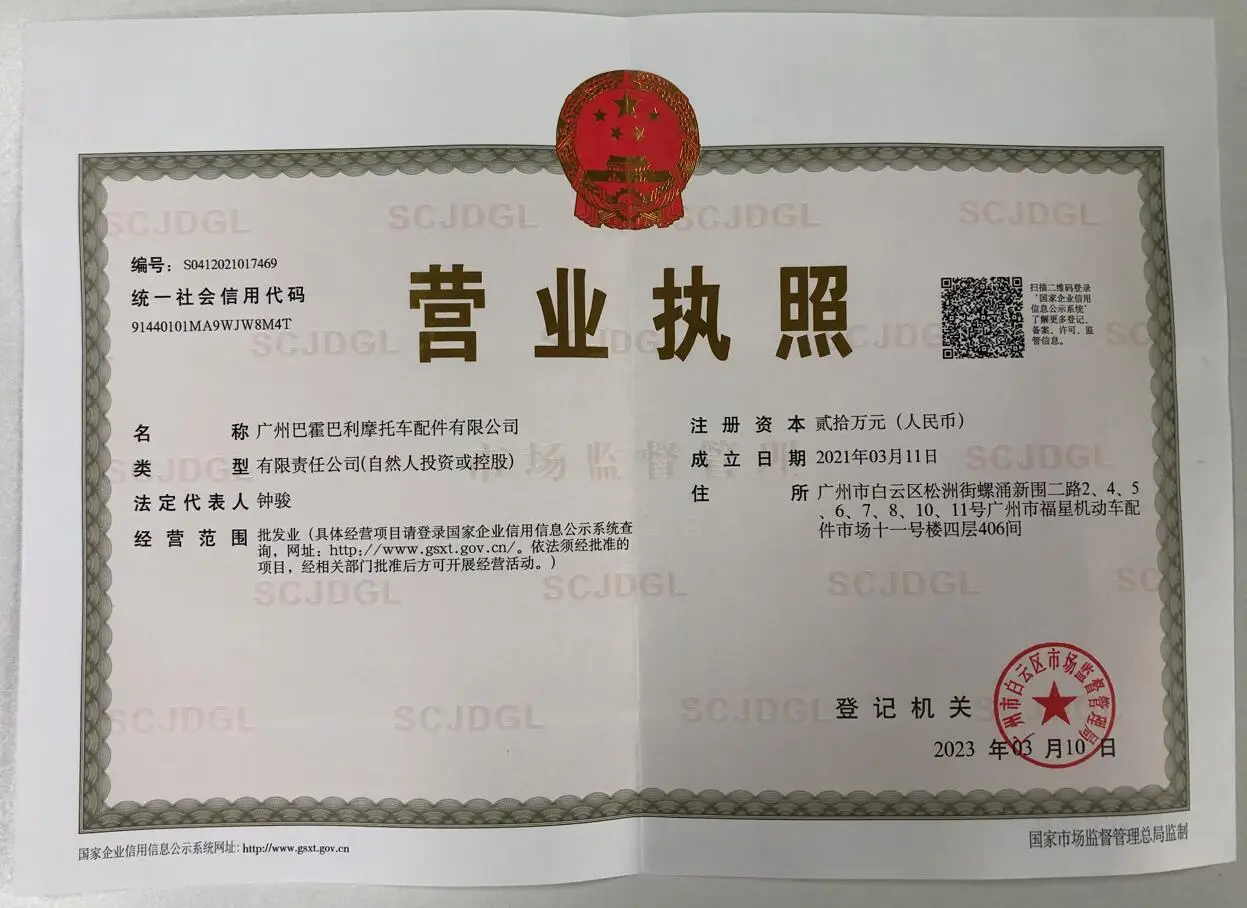 编号：S0412021017469
统一社会信用代码
91440101MA9WJW8M4T
营业执照
扫描二维码登录
‘国家企业信用
信息公示系统’
了解更多登记、
备案、许可、监
管信息。
名称 广州巴霍巴利摩托车配件有限公司
类型 有限责任公司(自然人投资或控股)
法定代表人 钟骏
经营范围 批发业（具体经营项目请登录国家企业信用信息公示系统查
询，网址：http://www.gsxt.gov.cn/。依法须经批准的
项目，经相关部门批准后方可开展经营活动。）
注册资本 贰拾万元（人民币）
成立日期 2021年03月11日
住所 广州市白云区松洲街螺涌新围二路2、4、5
、6、7、8、10、11号广州市福星机动车配
件市场十一号楼四层406间
登记机关
广州市白云区市场监督管理局
2023 年03 月10 日
国家企业信用信息公示系统网址：http://www.gsxt.gov.cn
国家市场监督管理总局监制
SCJDGL
市场监督管理